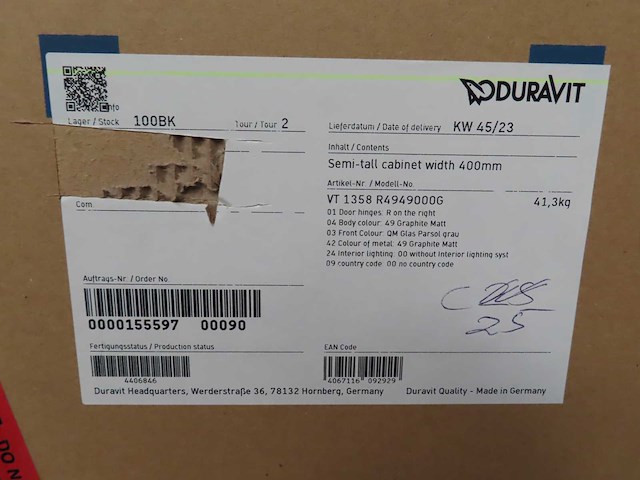 DURAVIT
nfo
Lager / Stock 100BK Tour / Tour 2
Lieferdatum / Date of delivery KW 45/23
Inhalt / Contents
Semi-tall cabinet width 400mm
Artikel-Nr. / Modell-No.
VT 1358 R4949000G 41,3kg
01 Door hinges: R on the right
04 Body colour: 49 Graphite Matt
03 Front Colour: QM Glas Parsol grau
42 Colour of metal: 49 Graphite Matt
24 Interior lighting: 00 without Interior lighting syst
09 country code: 00 no country code
Com.
Auftrags-Nr. / Order No.
0000155597 00090
25
Fertigungsstatus / Production status
4406846
EAN Code
4067116 092929
Duravit Headquarters, Werderstraße 36, 78132 Hornberg, Germany
Duravit Quality - Made in Germany
DO N